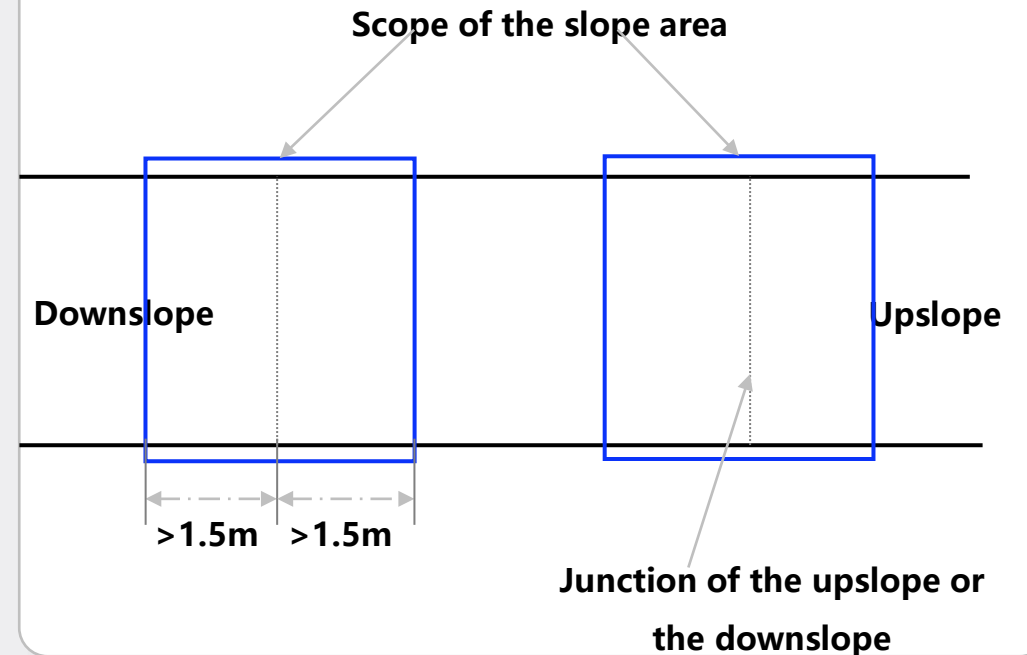 Scope of the slope area
Downslope
Upslope
>1.5m
>1.5m
Junction of the upslope or
the downslope